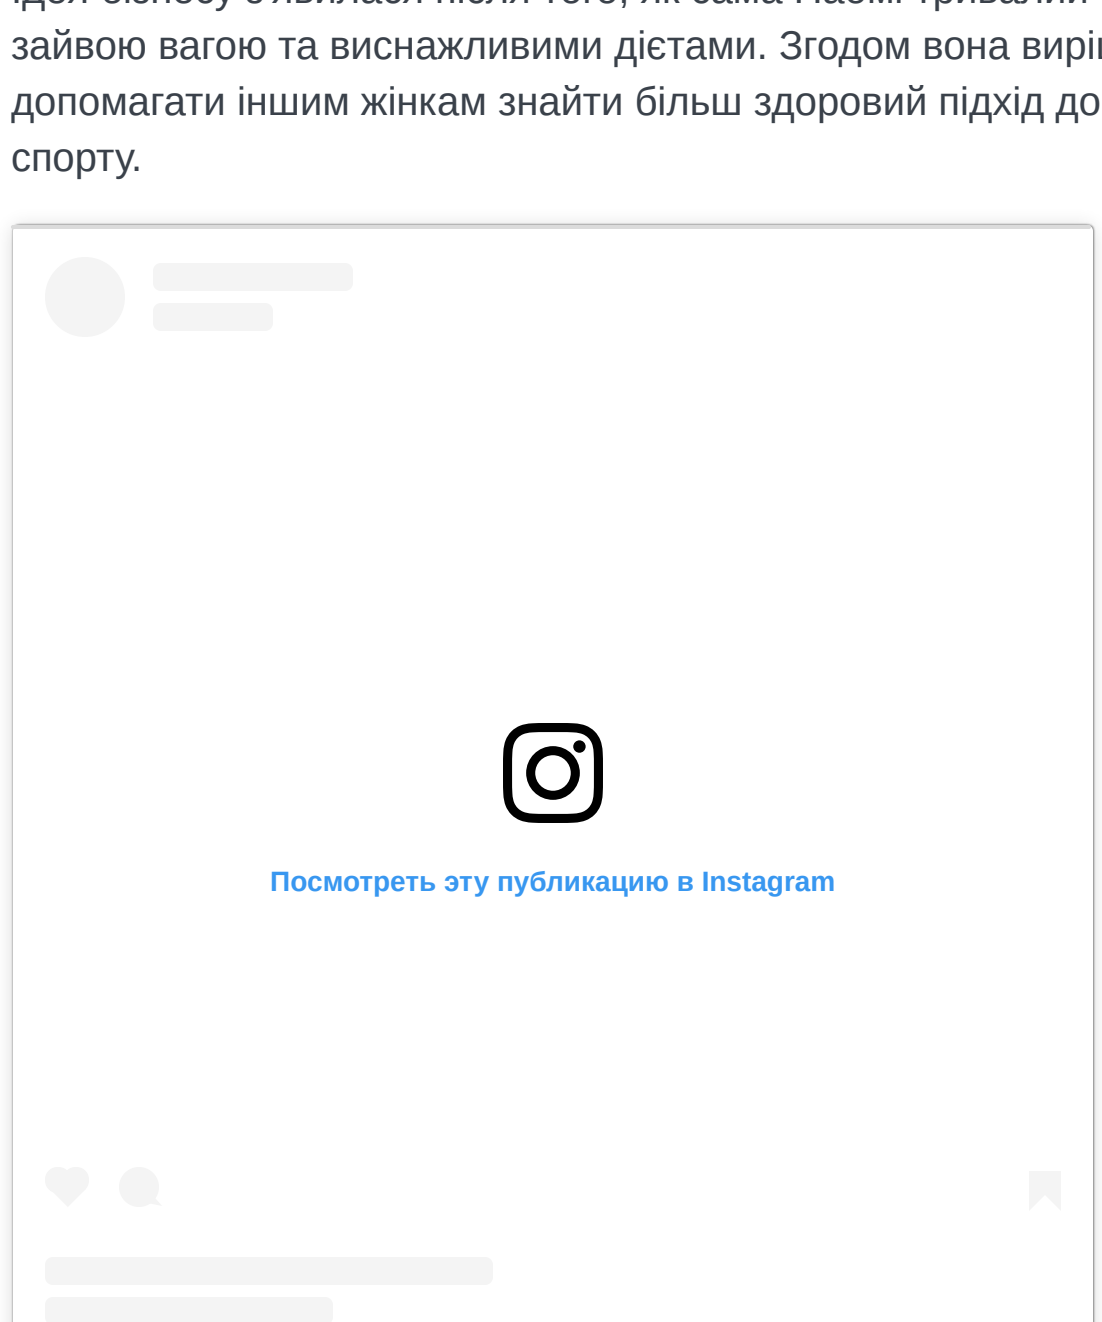 зайвою вагою та виснажливими дієтами. Згодом вона
допомагати іншим жінкам знайти більш здоровий підхід до
спорту.
Посмотреть эту публикацию в Instagram